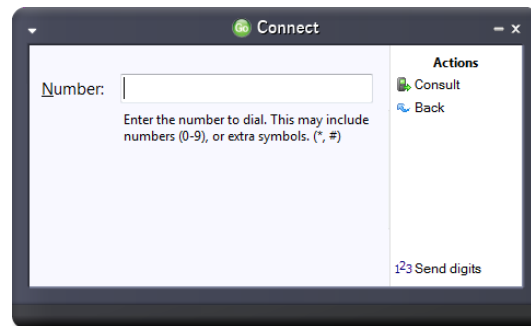 Go Connect
Number:
Enter the number to dial. This may include
numbers (0-9), or extra symbols. (*, #)
Actions
Consult
Back
123 Send digits